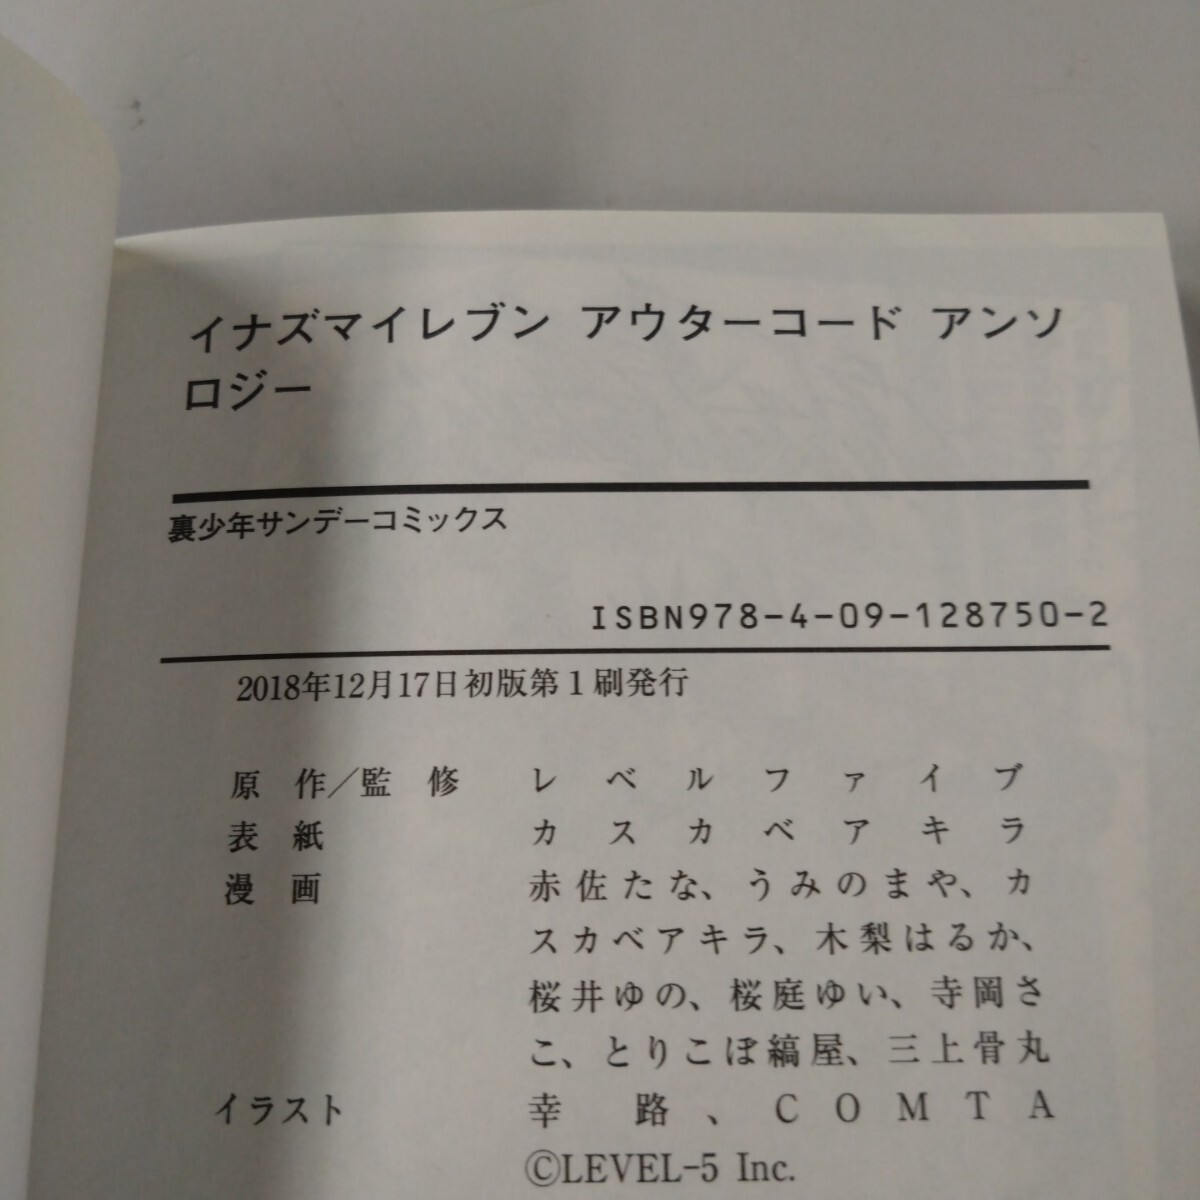 イナズマイレブン アウターコード アンソ
ロジー
裏少年サンデーコミックス
ISBN978-4-09-128750-2
2018年12月17日初版第1刷発行
原作／監修 レベルファイブ
表紙 カスカベアキラ
漫画 赤佐たな、うみのまや、カ
スカベアキラ、木梨はるか、
桜井ゆの、桜庭ゆい、寺岡さ
こ、とりこぼ縞屋、三上骨丸
イラスト 幸路、COMTA
©LEVEL-5 Inc.